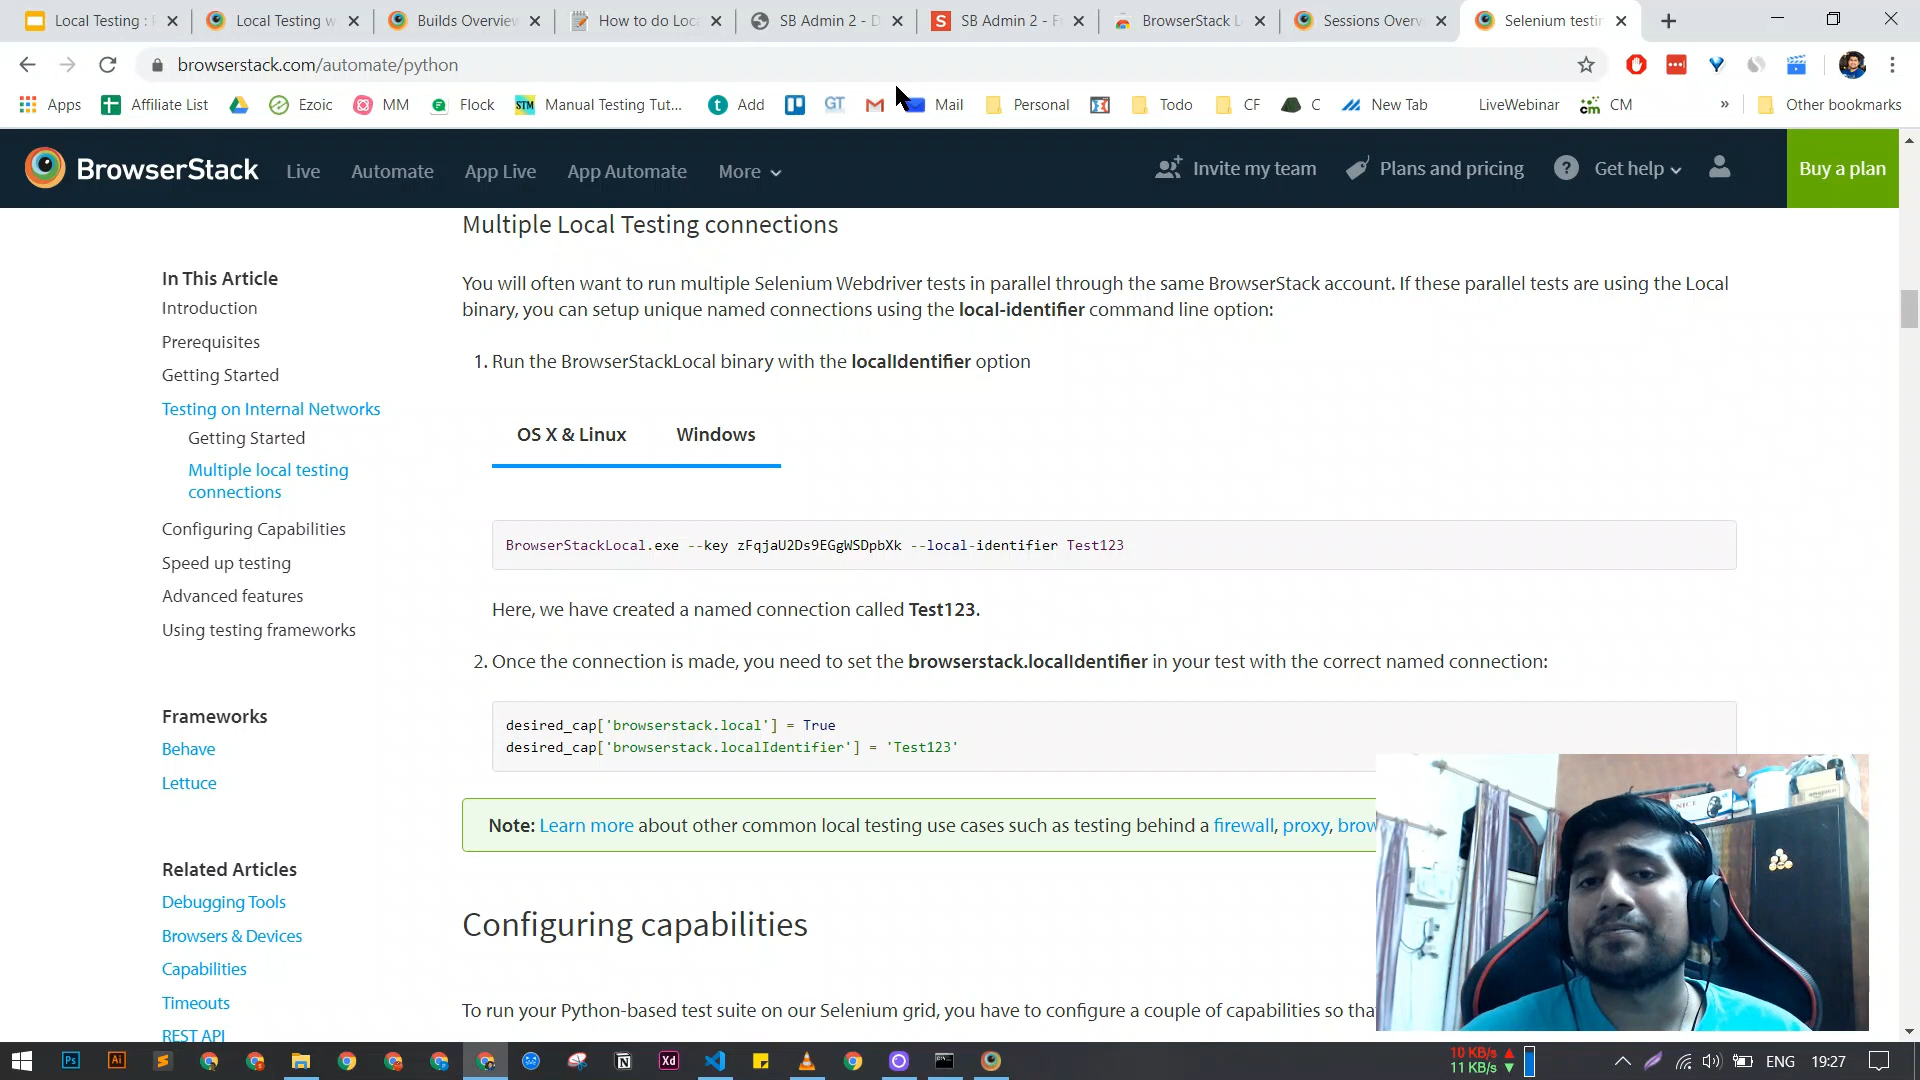 Local Testing : F
Local Testing w
Builds Overview
How to do Loca
SB Admin 2 - D
SB Admin 2 - F
BrowserStack L
Sessions Overv
Selenium testin
browserstack.com/automate/python
Apps
Affiliate List
Ezoic
MM
Flock
STM
Manual Testing Tut...
Add
GT
Mail
Personal
Todo
CF
C
New Tab
LiveWebinar
cm
CM
»
Other bookmarks
BrowserStack
Live
Automate
App Live
App Automate
More
Invite my team
Plans and pricing
Get help
Buy a plan
Multiple Local Testing connections
You will often want to run multiple Selenium Webdriver tests in parallel through the same BrowserStack account. If these parallel tests are using the Local
binary, you can setup unique named connections using the local-identifier command line option:
1. Run the BrowserStackLocal binary with the localIdentifier option
OS X & Linux
Windows
BrowserStackLocal.exe --key zFqjaU2Ds9EGgWSDpbXk --local-identifier Test123
Here, we have created a named connection called Test123.
2. Once the connection is made, you need to set the browserstack.localIdentifier in your test with the correct named connection:
desired_cap['browserstack.local'] = True
desired_cap['browserstack.localIdentifier'] = 'Test123'
Note: Learn more about other common local testing use cases such as testing behind a firewall, proxy, brow
Configuring capabilities
To run your Python-based test suite on our Selenium grid, you have to configure a couple of capabilities so tha
In This Article
Introduction
Prerequisites
Getting Started
Testing on Internal Networks
Getting Started
Multiple local testing
connections
Configuring Capabilities
Speed up testing
Advanced features
Using testing frameworks
Frameworks
Behave
Lettuce
Related Articles
Debugging Tools
Browsers & Devices
Capabilities
Timeouts
REST API
Ps
Ai
Xd
10 KB/s
11 KB/s
ENG
19:27